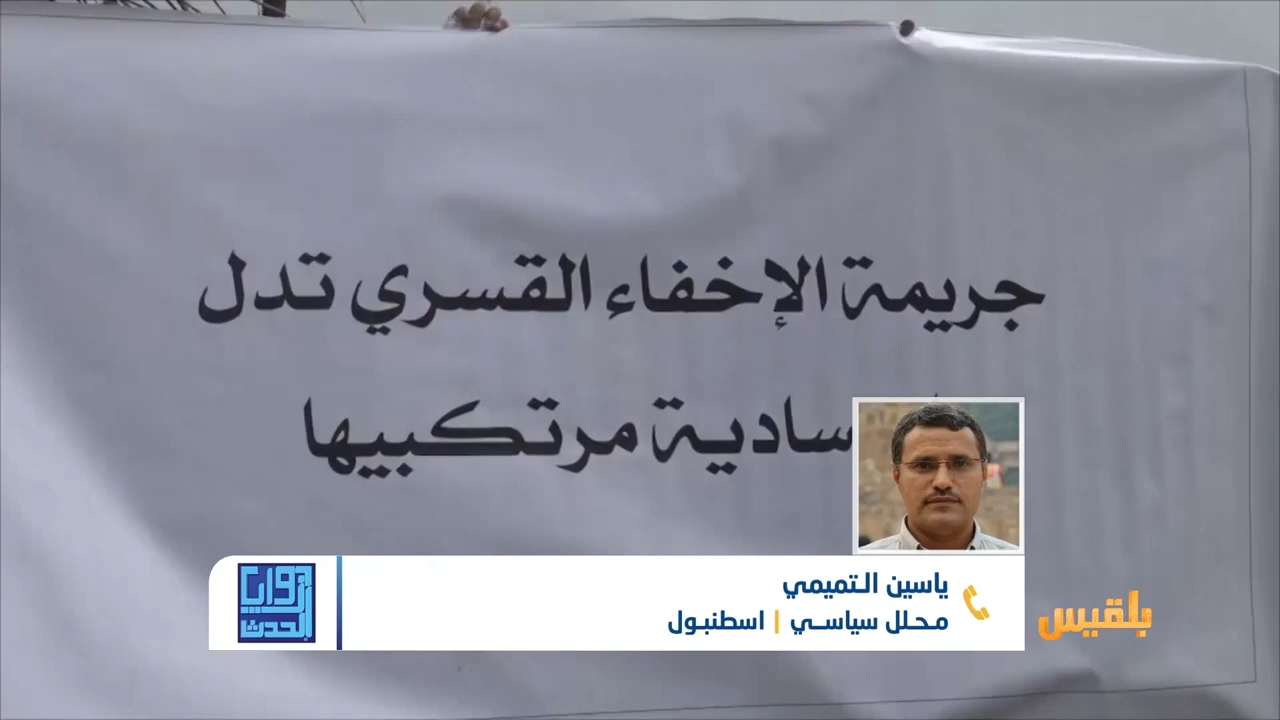 جريمة الإخفاء القسري تدل
سادية مرتكبيها
ياسين التميمي
محلل سياسي | اسطنبول
بلقيس
زوايا الحدث